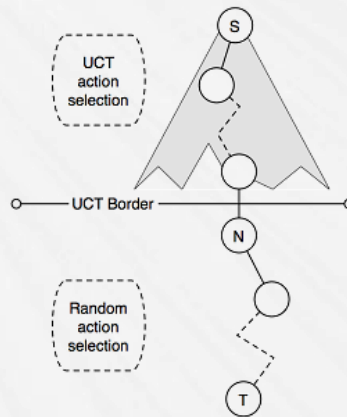 S
UCT
action
selection
UCT Border
N
Random
action
selection
T